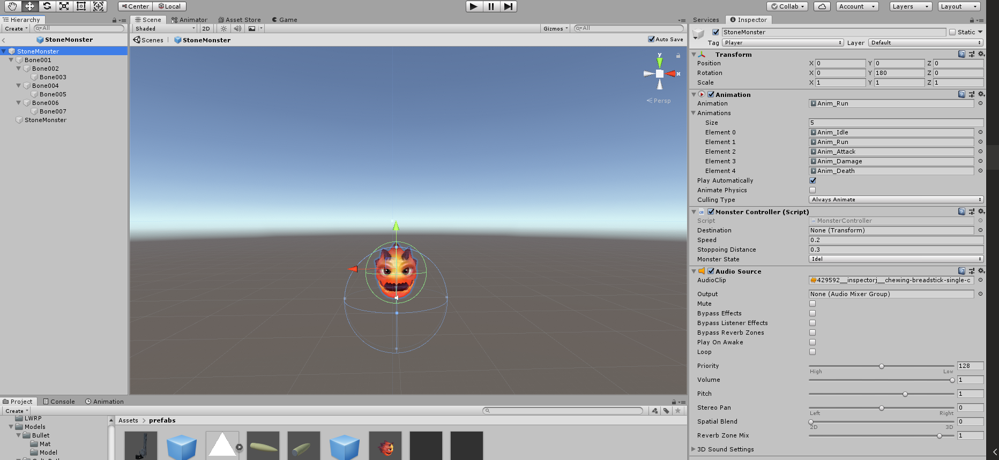 Center Local
Collab Account Layers Layout
Hierarchy
Create All
StoneMonster
StoneMonster
Bone001
Bone002
Bone003
Bone004
Bone005
Bone006
Bone007
StoneMonster
Scene Animator Asset Store Game
Shaded 2D Gizmos All
Scenes StoneMonster Auto Save
y
x
Persp
Services Inspector
StoneMonster Static
Tag Player Layer Default
Transform
Position X 0 Y 0 Z 0
Rotation X 0 Y 180 Z 0
Scale X 1 Y 1 Z 1
Animation
Animation Anim_Run
Animations
Size 5
Element 0 Anim_Idle
Element 1 Anim_Run
Element 2 Anim_Attack
Element 3 Anim_Damage
Element 4 Anim_Death
Play Automatically
Animate Physics
Culling Type Always Animate
Monster Controller (Script)
Script MonsterController
Destination None (Transform)
Speed 0.2
Stoppoing Distance 0.3
Monster State Idel
Audio Source
AudioClip 429592__inspectorj__chewing-breadstick-single-c
Output None (Audio Mixer Group)
Mute
Bypass Effects
Bypass Listener Effects
Bypass Reverb Zones
Play On Awake
Loop
Priority 128
High Low
Volume 1
Pitch 1
Stereo Pan 0
Left Right
Spatial Blend 0
2D 3D
Reverb Zone Mix 1
3D Sound Settings
Project Console Animation
Create
LWRP
Models
Bullet
Mat
Model
Assets > prefabs